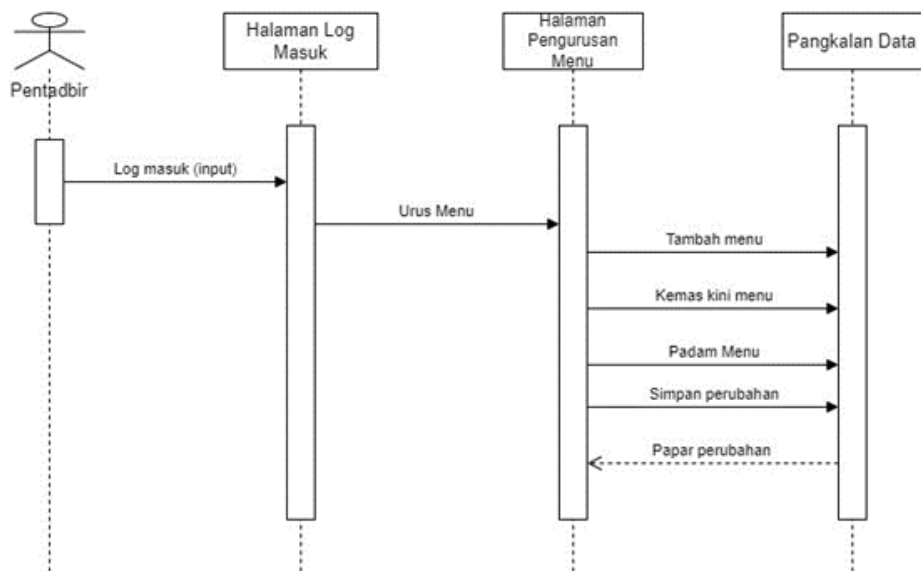 Halaman Log
Masuk
Halaman
Pengurusan
Menu
Pangkalan Data
Pentadbir
Log masuk (input)
Urus Menu
Tambah menu
Kemas kini menu
Padam Menu
Simpan perubahan
Papar perubahan